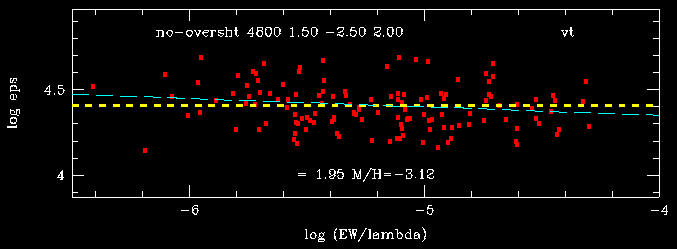 no-oversht 4800 1.50 -2.50 2.00
vt
log eps
4.5
4
= 1.95 M/H=-3.12
-6
-5
-4
log (EW/lambda)